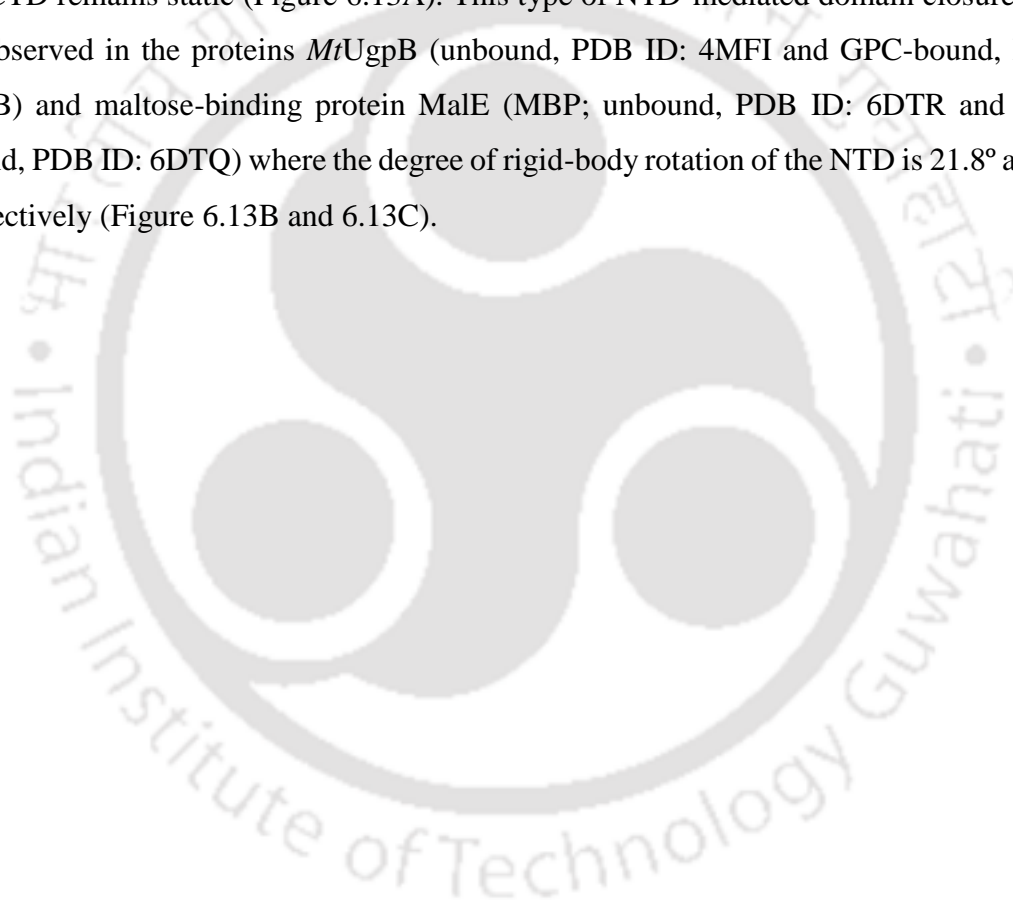 TD remains static (Figure 6.13A). This type of NTD-mediated domain closure
bserved in the proteins MtUgpB (unbound, PDB ID: 4MFI and GPC-bound,
B) and maltose-binding protein MalE (MBP; unbound, PDB ID: 6DTR and
d, PDB ID: 6DTQ) where the degree of rigid-body rotation of the NTD is 21.8º a
ectively (Figure 6.13B and 6.13C).
Indian Institute of Technology Guwahati